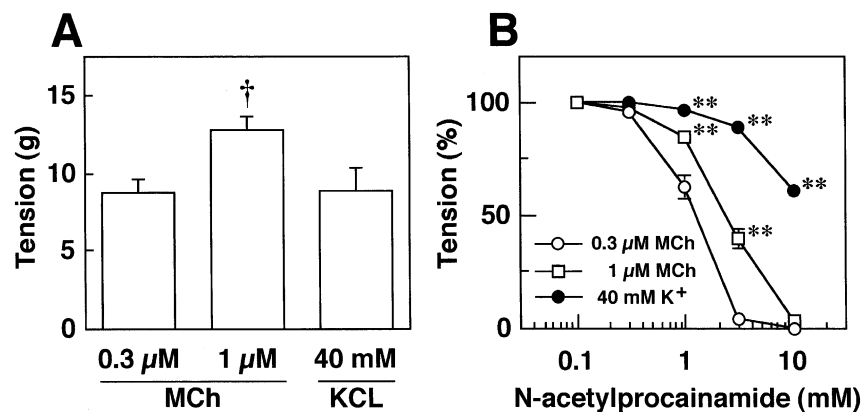 A
Tension (g)
15
10
5
0
†
0.3 µM 1 µM 40 mM
MCh KCL
B
Tension (%)
100
50
0
**
**
**
**
**
0.3 µM MCh
1 µM MCh
40 mM K+
0.1 1 10
N-acetylprocainamide (mM)